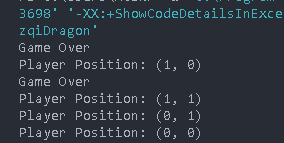 3698' '-XX:+ShowCodeDetailsInExce
zqiDragon'
Game Over
Player Position: (1, 0)
Game Over
Player Position: (1, 1)
Player Position: (0, 1)
Player Position: (0, 0)